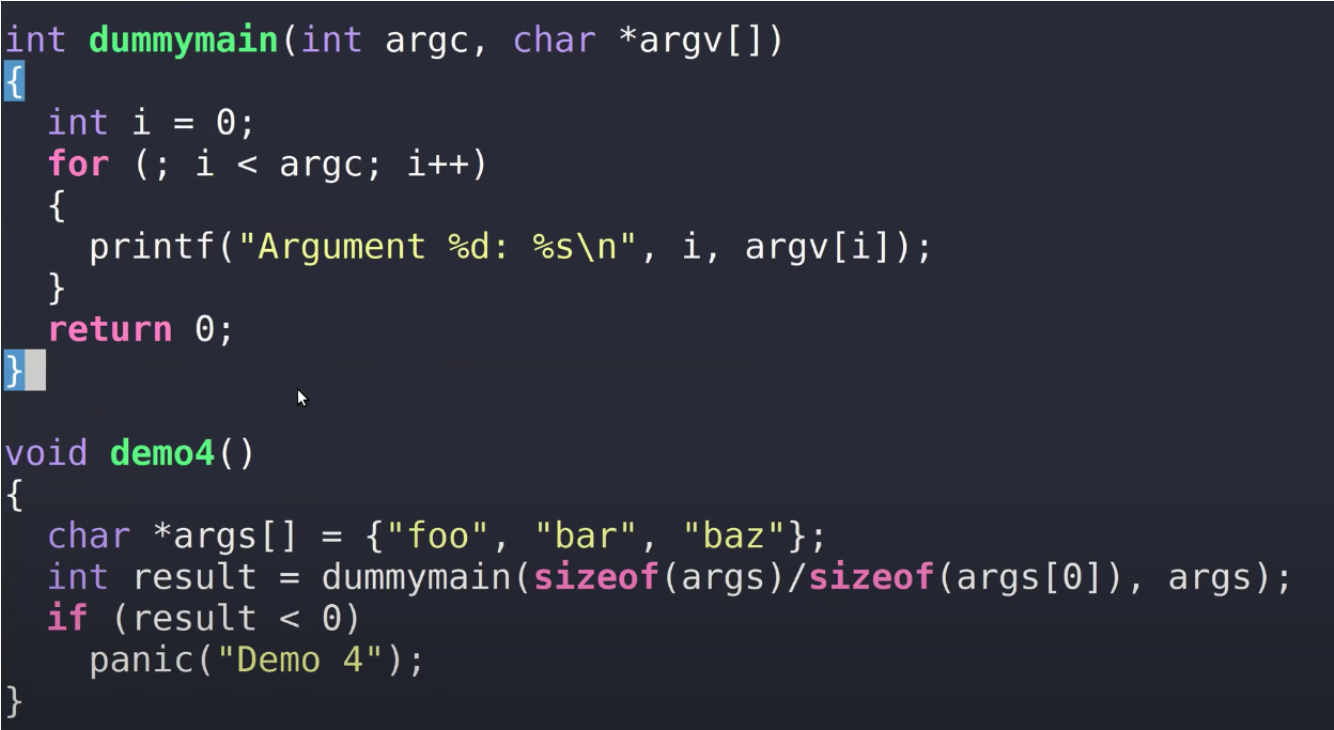 int dummymain(int argc, char *argv[])
{
  int i = 0;
  for (; i < argc; i++)
  {
    printf("Argument %d: %s\n", i, argv[i]);
  }
  return 0;
}

void demo4()
{
  char *args[] = {"foo", "bar", "baz"};
  int result = dummymain(sizeof(args)/sizeof(args[0]), args);
  if (result < 0)
    panic("Demo 4");
}